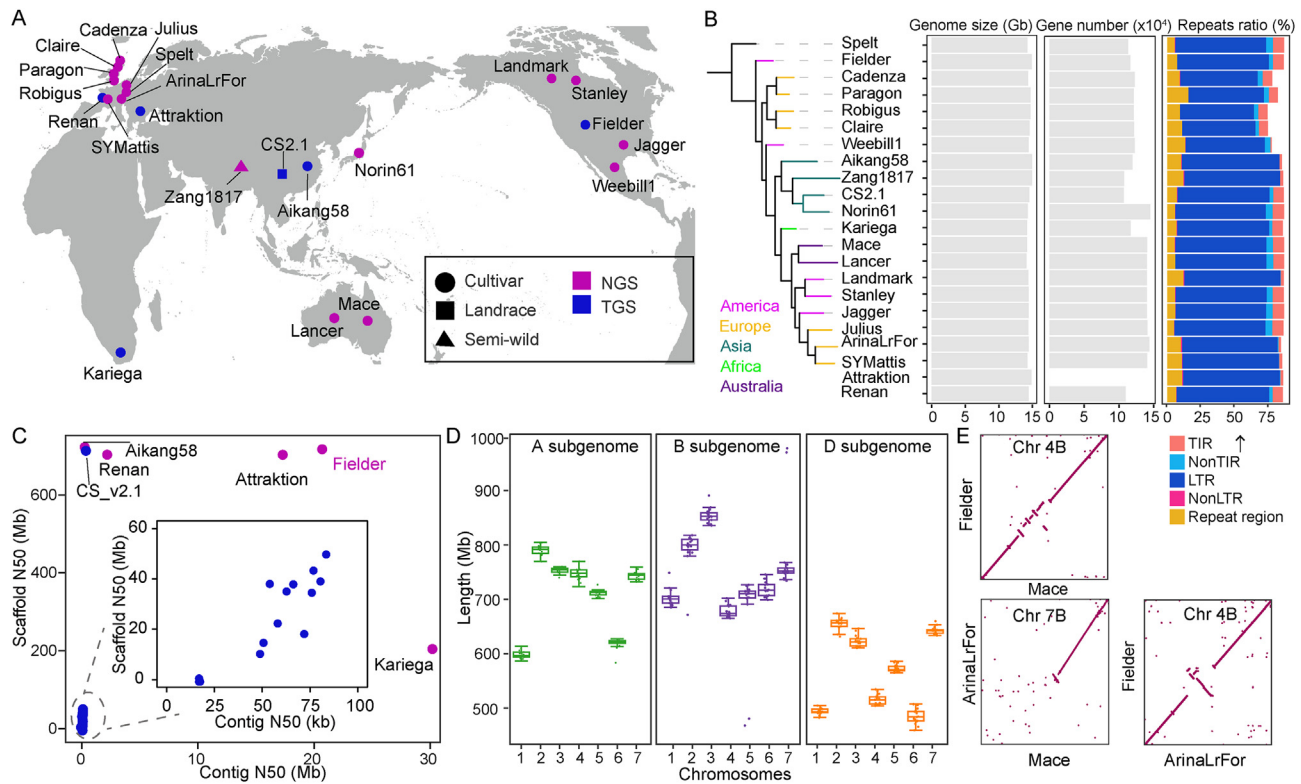 A
Cadenza
Julius
Claire
Spelt
Paragon
ArinaLrFor
Robigus
Renan
Attraktion
SYMattis
CS2.1
Zang1817
Aikang58
Norin61
Landmark
Stanley
Fielder
Jagger
Weebill1
Mace
Lancer
Kariega
Cultivar
Landrace
Semi-wild
NGS
TGS
B
Genome size (Gb)
Gene number (x10⁴)
Repeats ratio (%)
Spelt
Fielder
Cadenza
Paragon
Robigus
Claire
Weebill1
Aikang58
Zang1817
CS2.1
Norin61
Kariega
Mace
Lancer
Landmark
Stanley
Jagger
Julius
ArinaLrFor
SYMattis
Attraktion
Renan
America
Europe
Asia
Africa
Australia
0 5 10 15
0 5 10 15
0 25 50 75
TIR ↑
NonTIR
LTR
NonLTR
Repeat region
C
Scaffold N50 (Mb)
600
400
200
0
0 10 20 30
Contig N50 (Mb)
Aikang58
Renan
CS_v2.1
Attraktion
Fielder
Kariega
Scaffold N50 (Mb)
60
40
20
0
0 25 50 75 100
Contig N50 (kb)
D
Length (Mb)
1000
900
800
700
600
500
A subgenome
B subgenome
D subgenome
1 2 3 4 5 6 7
1 2 3 4 5 6 7
1 2 3 4 5 6 7
Chromosomes
E
Chr 4B
Fielder
Mace
Chr 7B
ArinaLrFor
Mace
Chr 4B
Fielder
ArinaLrFor